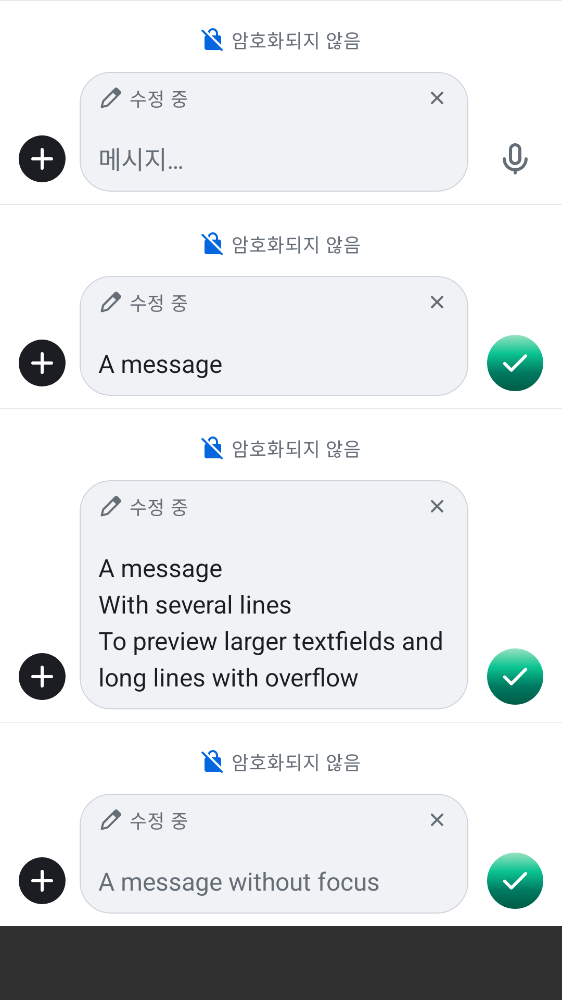 암호화되지 않음
수정 중
메시지…
암호화되지 않음
수정 중
A message
암호화되지 않음
수정 중
A message
With several lines
To preview larger textfields and
long lines with overflow
암호화되지 않음
수정 중
A message without focus